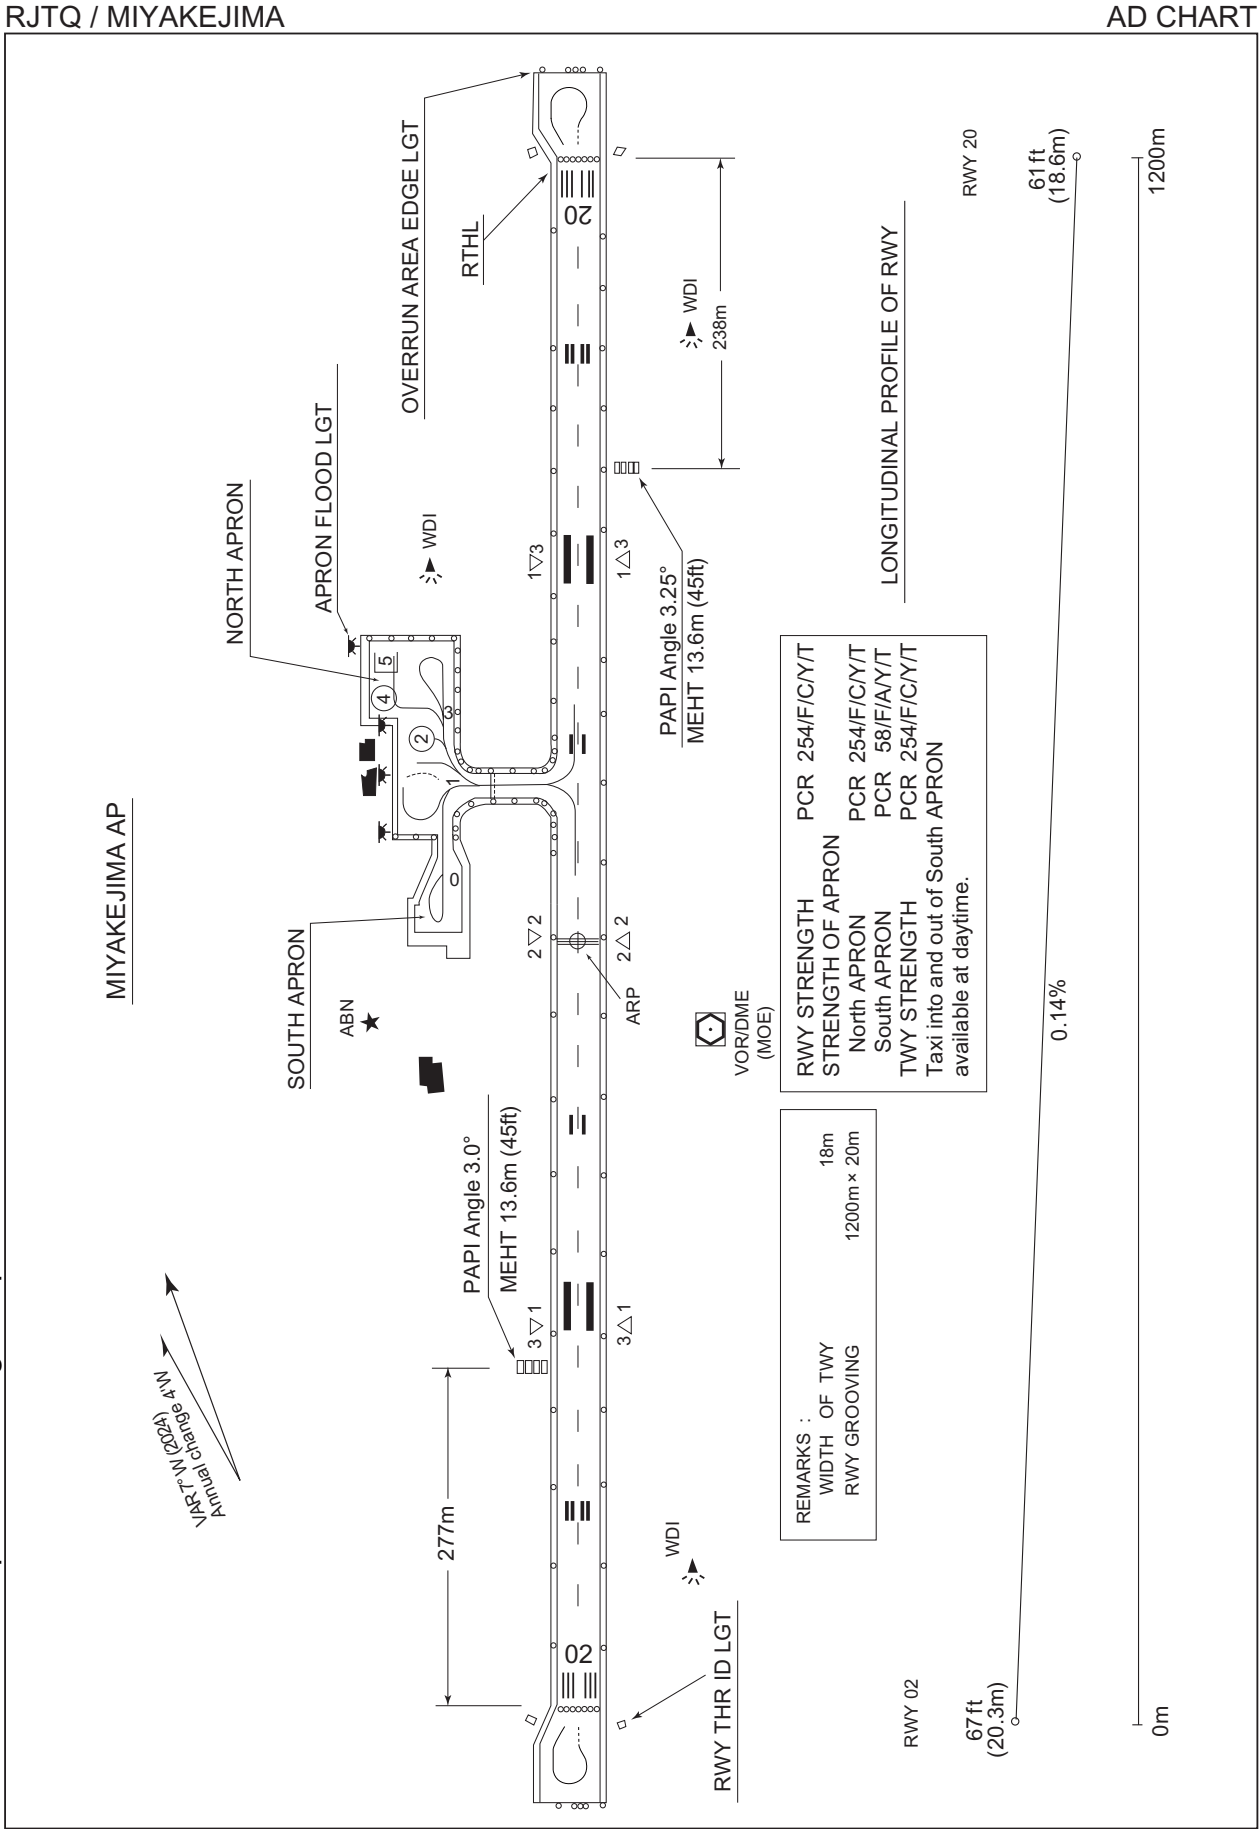 RJTQ / MIYAKEJIMA
AD CHART
MIYAKEJIMA AP
VAR 7° W (2024)
Annual change 4'W
NORTH APRON
APRON FLOOD LGT
OVERRUN AREA EDGE LGT
RTHL
SOUTH APRON
ABN
WDI
5
4
2
3
1
0
20
1 3
1 3
2 2
2 2
3 1
3 1
02
ARP
277m
PAPI Angle 3.0°
MEHT 13.6m (45ft)
238m
PAPI Angle 3.25°
MEHT 13.6m (45ft)
WDI
WDI
RWY THR ID LGT
VOR/DME
(MOE)
REMARKS :
WIDTH OF TWY 18m
RWY GROOVING 1200m × 20m
RWY STRENGTH PCR 254/F/C/Y/T
STRENGTH OF APRON
North APRON PCR 254/F/C/Y/T
South APRON PCR 58/F/A/Y/T
TWY STRENGTH PCR 254/F/C/Y/T
Taxi into and out of South APRON
available at daytime.
LONGITUDINAL PROFILE OF RWY
RWY 02
67ft
(20.3m)
0.14%
RWY 20
61ft
(18.6m)
0m
1200m